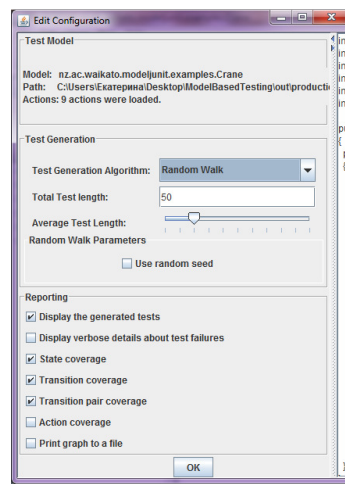 Edit Configuration
Test Model
Model: nz.ac.waikato.modeljunit.examples.Crane
Path: C:\Users\Екатерина\Desktop\ModelBasedTesting\out\productio
Actions: 9 actions were loaded.
Test Generation
Test Generation Algorithm: Random Walk
Total Test length: 50
Average Test Length:
Random Walk Parameters
Use random seed
Reporting
Display the generated tests
Display verbose details about test failures
State coverage
Transition coverage
Transition pair coverage
Action coverage
Print graph to a file
OK